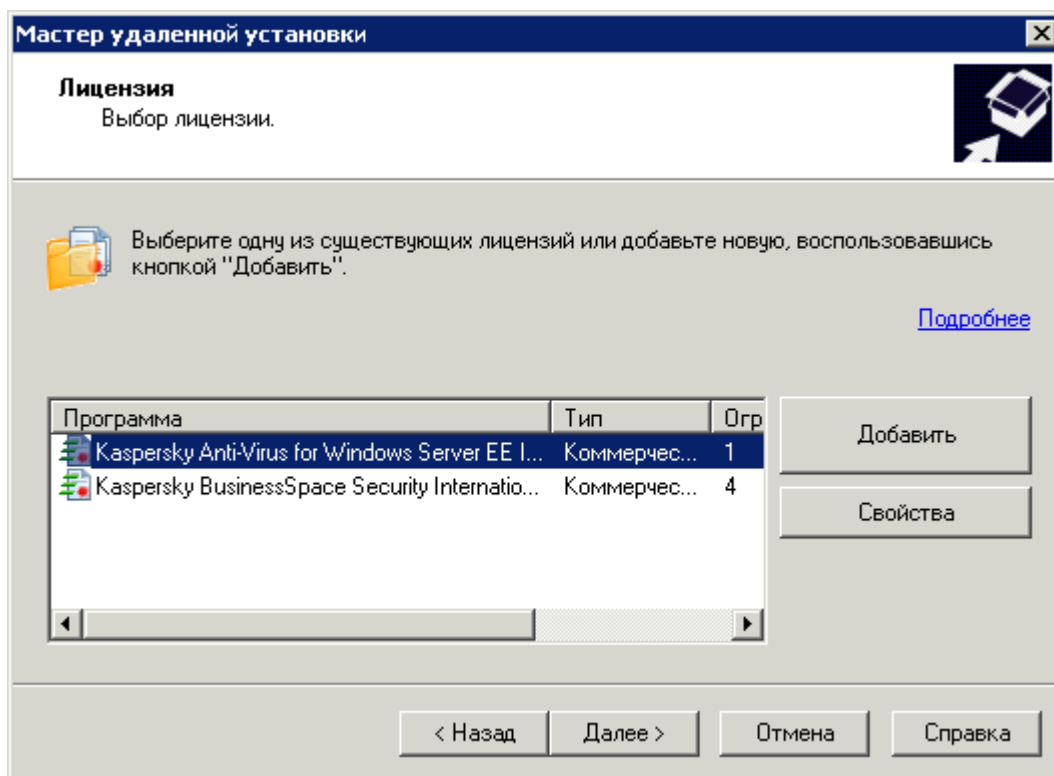 Мастер удаленной установки
Лицензия
Выбор лицензии.
Выберите одну из существующих лицензий или добавьте новую, воспользовавшись
кнопкой "Добавить".
Подробнее
Программа Тип Огр
Kaspersky Anti-Virus for Windows Server EE I... Коммерчес... 1
Kaspersky BusinessSpace Security Internatio... Коммерчес... 4
Добавить
Свойства
< Назад Далее > Отмена Справка